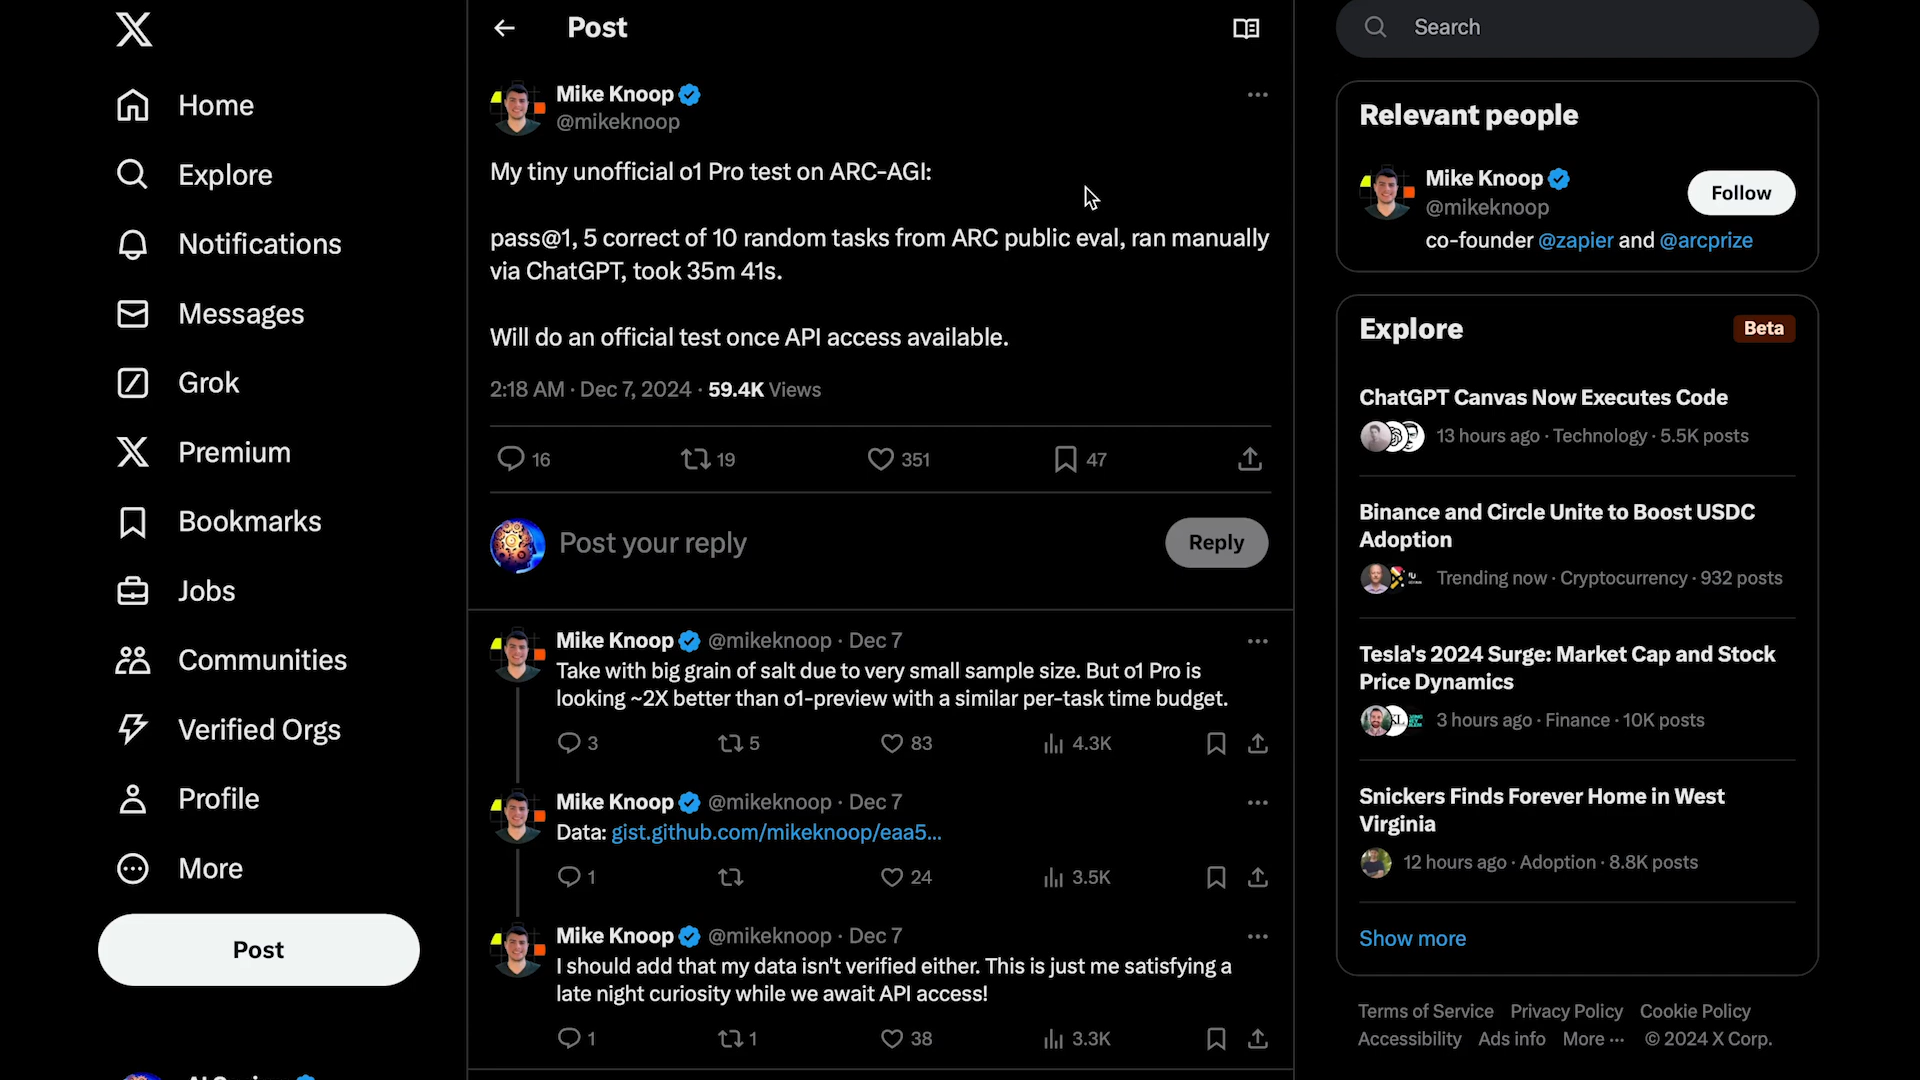 Home
Explore
Notifications
Messages
Grok
Premium
Bookmarks
Jobs
Communities
Verified Orgs
Profile
More
Post
Post
Mike Knoop
@mikeknoop
My tiny unofficial o1 Pro test on ARC-AGI:
pass@1, 5 correct of 10 random tasks from ARC public eval, ran manually
via ChatGPT, took 35m 41s.
Will do an official test once API access available.
2:18 AM · Dec 7, 2024 · 59.4K Views
16 19 351 47
Post your reply
Reply
Mike Knoop @mikeknoop · Dec 7
Take with big grain of salt due to very small sample size. But o1 Pro is
looking ~2X better than o1-preview with a similar per-task time budget.
3 5 83 4.3K
Mike Knoop @mikeknoop · Dec 7
Data: gist.github.com/mikeknoop/eaa5...
1 24 3.5K
Mike Knoop @mikeknoop · Dec 7
I should add that my data isn't verified either. This is just me satisfying a
late night curiosity while we await API access!
1 1 38 3.3K
Search
Relevant people
Mike Knoop
@mikeknoop
Follow
co-founder @zapier and @arcprize
Explore
Beta
ChatGPT Canvas Now Executes Code
13 hours ago · Technology · 5.5K posts
Binance and Circle Unite to Boost USDC
Adoption
Trending now · Cryptocurrency · 932 posts
Tesla's 2024 Surge: Market Cap and Stock
Price Dynamics
3 hours ago · Finance · 10K posts
Snickers Finds Forever Home in West
Virginia
12 hours ago · Adoption · 8.8K posts
Show more
Terms of Service Privacy Policy Cookie Policy
Accessibility Ads info More ··· © 2024 X Corp.